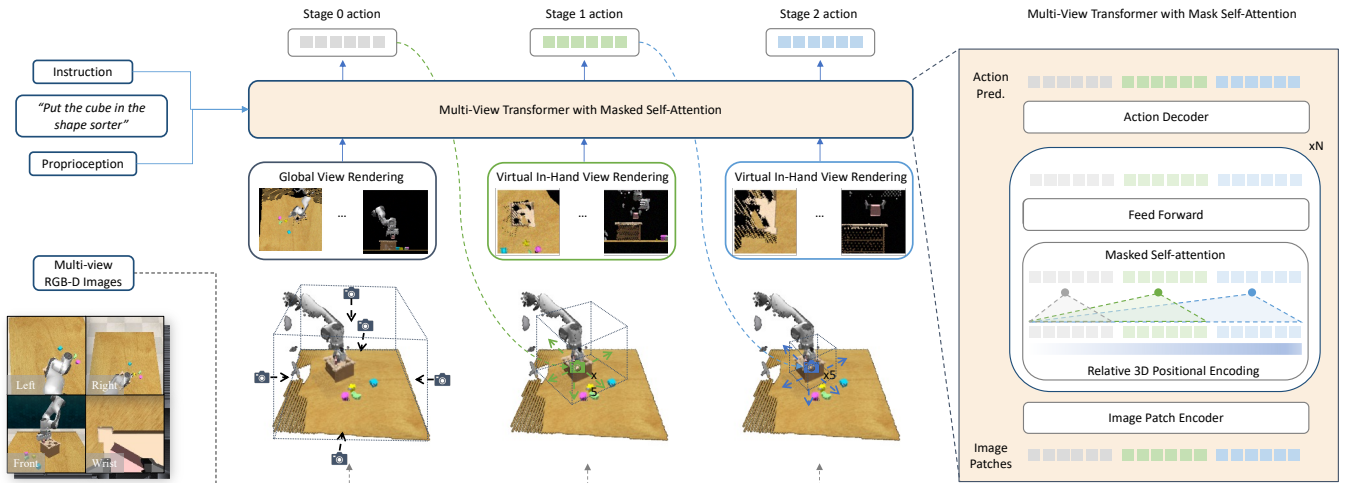 Stage 0 action
Stage 1 action
Stage 2 action
Multi-View Transformer with Mask Self-Attention
Instruction
“Put the cube in the
shape sorter”
Proprioception
Multi-View Transformer with Masked Self-Attention
Global View Rendering
...
Virtual In-Hand View Rendering
...
Virtual In-Hand View Rendering
...
Multi-view
RGB-D Images
Left
Right
Front
Wrist
x
5
x5
Action
Pred.
Action Decoder
xN
Feed Forward
Masked Self-attention
Relative 3D Positional Encoding
Image Patch Encoder
Image
Patches